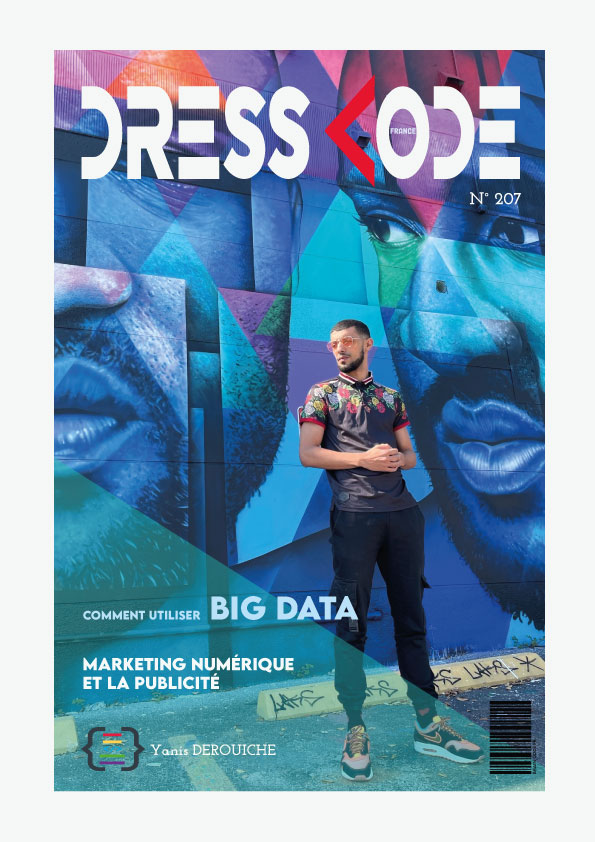 DRESS CODE
FRANCE
N° 207
COMMENT UTILISER BIG DATA
MARKETING NUMÉRIQUE
ET LA PUBLICITÉ
Yanis DEROUICHE